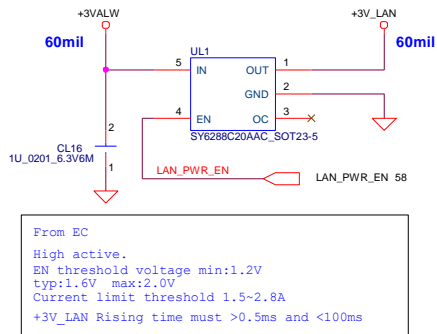 +3VALW
+3V_LAN
60mil
60mil
UL1
5 IN OUT 1
GND 2
4 EN OC 3
SY6288C20AAC_SOT23-5
2
CL16
1U_0201_6.3V6M
1
LAN_PWR_EN
LAN_PWR_EN 58
From EC
High active.
EN threshold voltage min:1.2V
typ:1.6V max:2.0V
Current limit threshold 1.5~2.8A
+3V_LAN Rising time must >0.5ms and <100ms